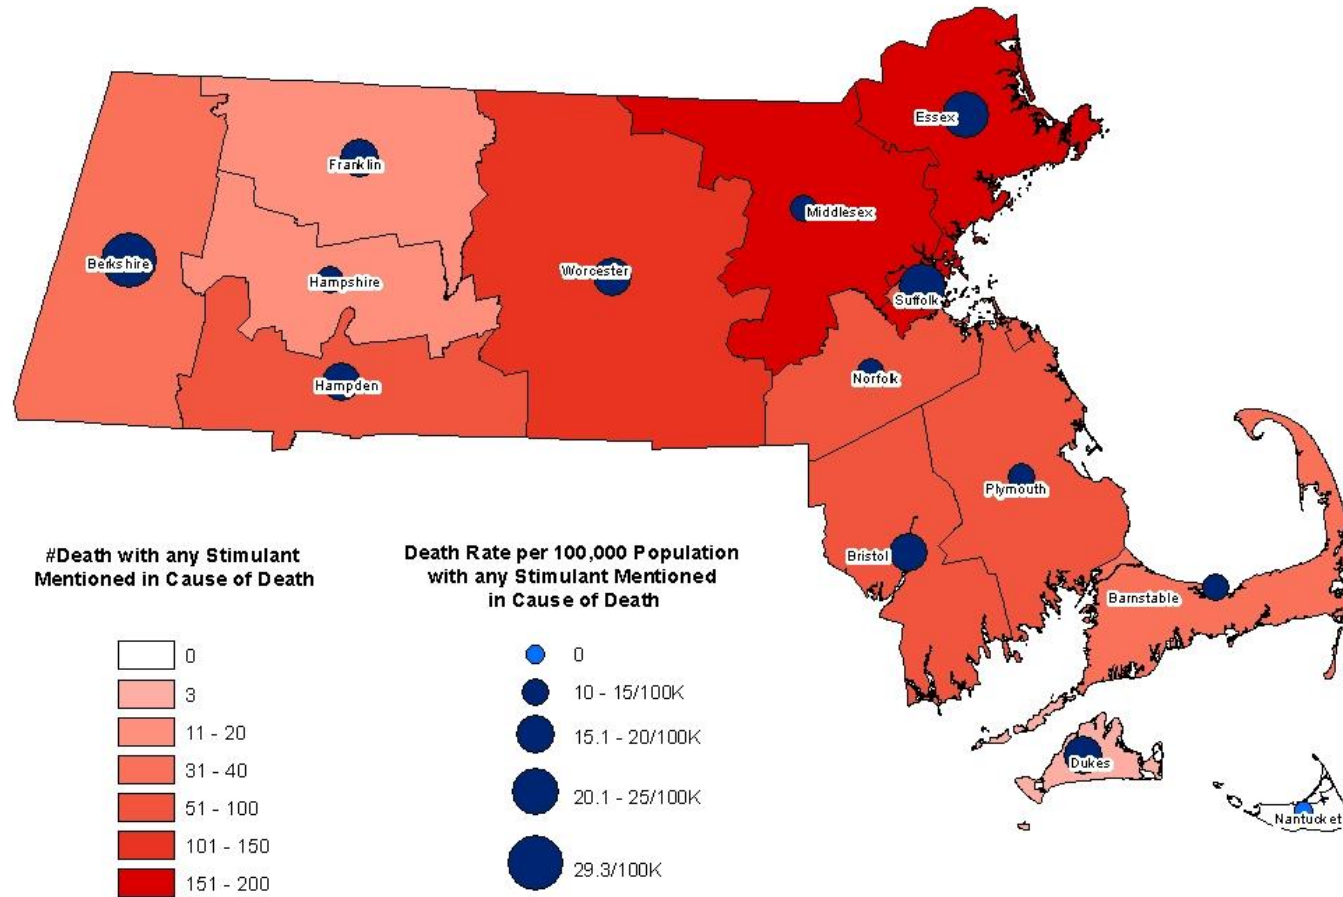 Essex
Franklin
Middlesex
Berkshire
Hampshire
Worcester
Suffolk
Hampden
Norfolk
Plymouth
Bristol
Barnstable
Dukes
Nantucket
#Death with any Stimulant
Mentioned in Cause of Death
0
3
11 - 20
31 - 40
51 - 100
101 - 150
151 - 200
Death Rate per 100,000 Population
with any Stimulant Mentioned
in Cause of Death
0
10 - 15/100K
15.1 - 20/100K
20.1 - 25/100K
29.3/100K